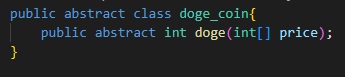 public abstract class doge_coin{
    public abstract int doge(int[] price);
}